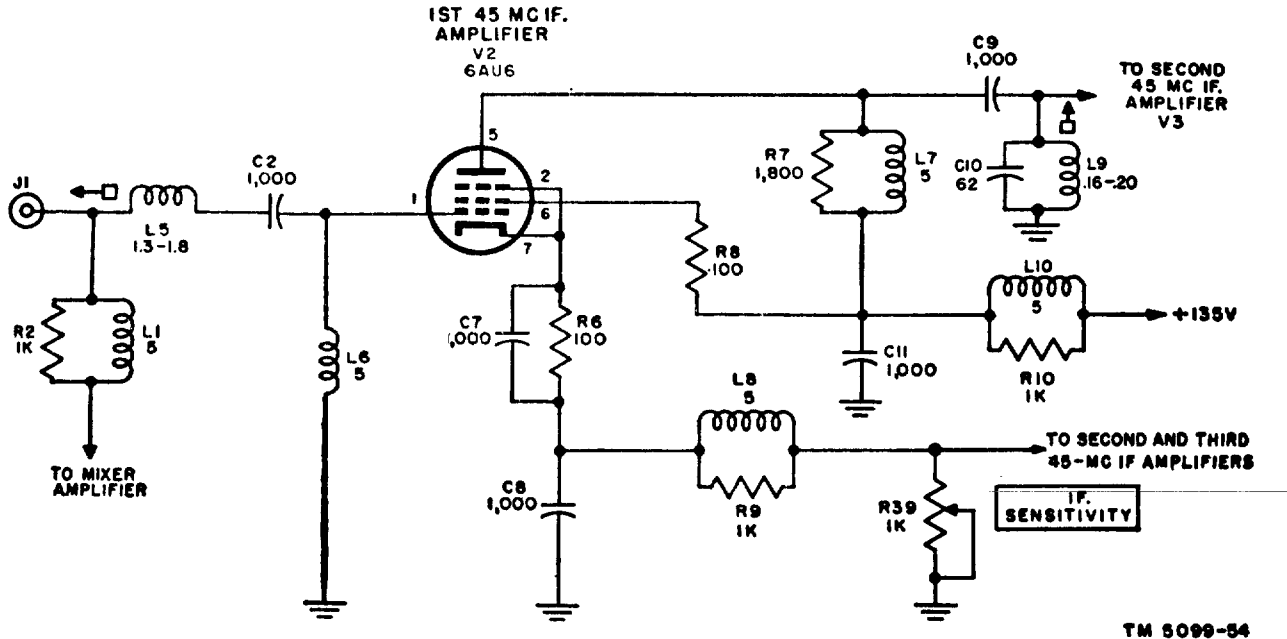 1ST 45 MC IF.
AMPLIFIER
V2
6AU6
C9
1,000
TO SECOND
45 MC IF.
AMPLIFIER
V3
5
C2
1,000
J1
L5
1.3-1.8
1
2
6
7
R7
1,800
L7
5
C10
62
L9
.16-.20
R8
100
L10
5
+135V
R10
1K
C11
1,000
R2
1K
L1
5
L6
5
C7
1,000
R6
100
L8
5
R9
1K
TO MIXER
AMPLIFIER
C8
1,000
TO SECOND AND THIRD
45-MC IF AMPLIFIERS
R39
1K
IF.
SENSITIVITY
TM 5099-54